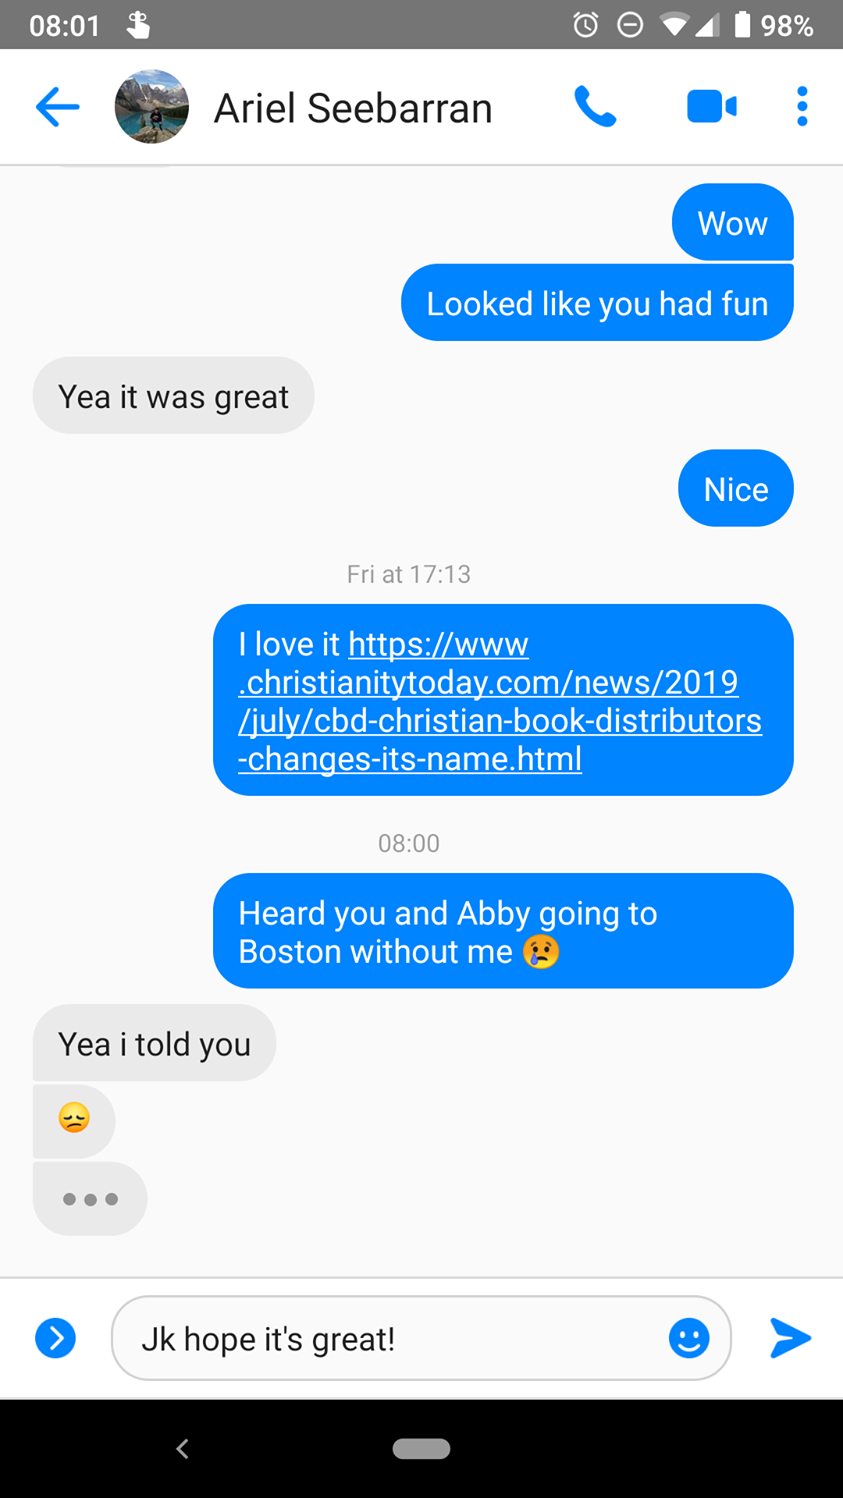 08:01
98%
Ariel Seebarran
Wow
Looked like you had fun
Yea it was great
Nice
Fri at 17:13
I love it https://www
.christianitytoday.com/news/2019
/july/cbd-christian-book-distributors
-changes-its-name.html
08:00
Heard you and Abby going to
Boston without me 😢
Yea i told you
😞
Jk hope it's great!